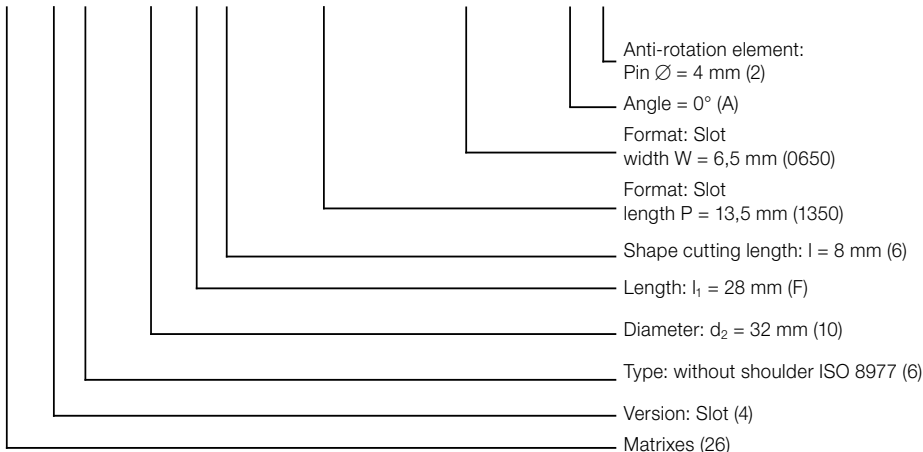 Anti-rotation element:
Pin ∅ = 4 mm (2)
Angle = 0° (A)
Format: Slot
width W = 6,5 mm (0650)
Format: Slot
length P = 13,5 mm (1350)
Shape cutting length: l = 8 mm (6)
Length: l₁ = 28 mm (F)
Diameter: d₂ = 32 mm (10)
Type: without shoulder ISO 8977 (6)
Version: Slot (4)
Matrixes (26)